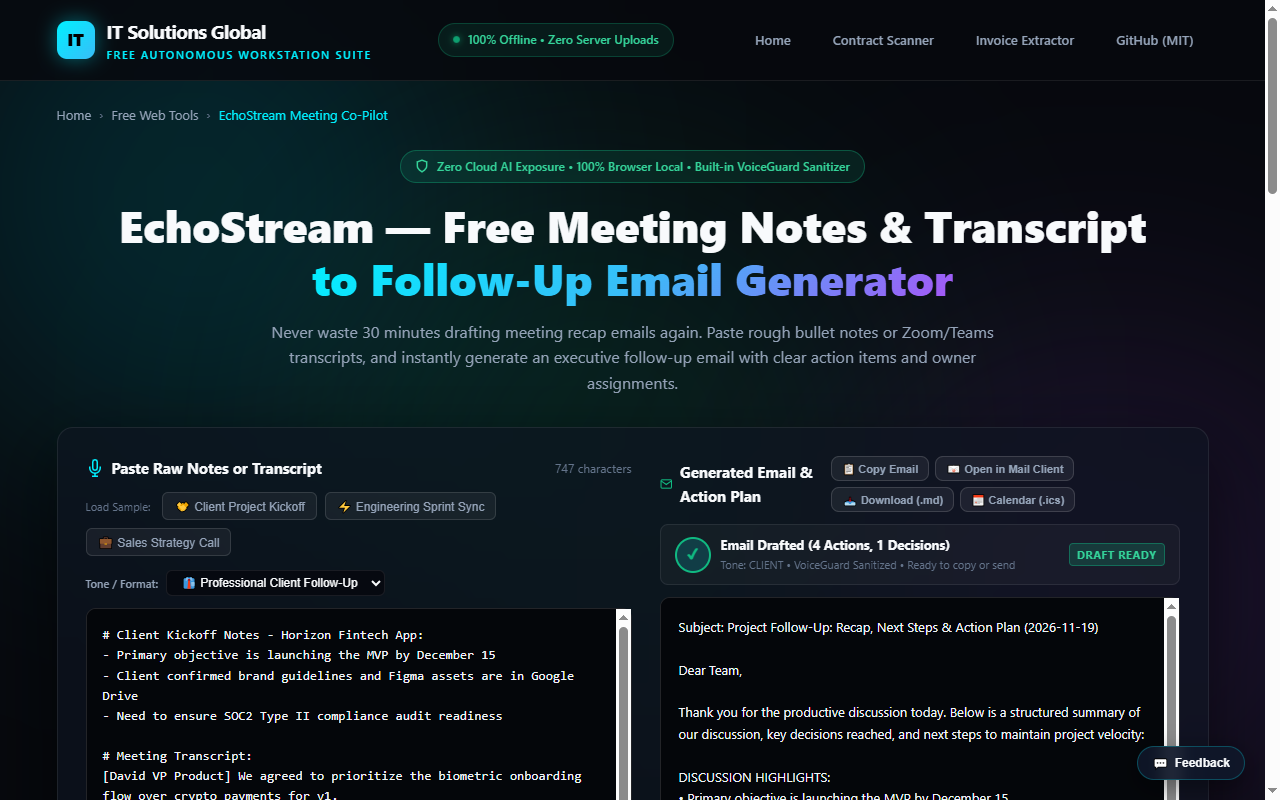 IT
IT Solutions Global
FREE AUTONOMOUS WORKSTATION SUITE
100% Offline • Zero Server Uploads
Home
Contract Scanner
Invoice Extractor
GitHub (MIT)
Home › Free Web Tools › EchoStream Meeting Co-Pilot
Zero Cloud AI Exposure • 100% Browser Local • Built-in VoiceGuard Sanitizer
EchoStream — Free Meeting Notes & Transcript
to Follow-Up Email Generator
Never waste 30 minutes drafting meeting recap emails again. Paste rough bullet notes or Zoom/Teams
transcripts, and instantly generate an executive follow-up email with clear action items and owner
assignments.
Paste Raw Notes or Transcript
747 characters
Load Sample:
Client Project Kickoff
Engineering Sprint Sync
Sales Strategy Call
Tone / Format:
Professional Client Follow-Up
# Client Kickoff Notes - Horizon Fintech App:
- Primary objective is launching the MVP by December 15
- Client confirmed brand guidelines and Figma assets are in Google
Drive
- Need to ensure SOC2 Type II compliance audit readiness
# Meeting Transcript:
[David VP Product] We agreed to prioritize the biometric onboarding
flow over crypto payments for v1.
Generated Email &
Action Plan
Copy Email
Open in Mail Client
Download (.md)
Calendar (.ics)
Email Drafted (4 Actions, 1 Decisions)
Tone: CLIENT • VoiceGuard Sanitized • Ready to copy or send
DRAFT READY
Subject: Project Follow-Up: Recap, Next Steps & Action Plan (2026-11-19)
Dear Team,
Thank you for the productive discussion today. Below is a structured summary of
our discussion, key decisions reached, and next steps to maintain project velocity:
DISCUSSION HIGHLIGHTS:
• Primary objective is launching the MVP by December 15
Feedback